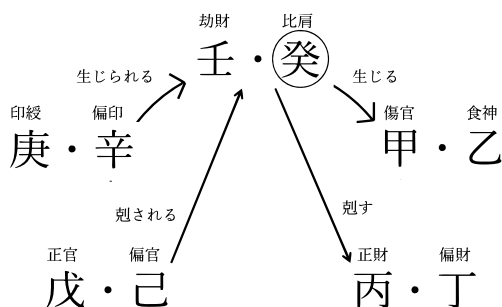 劫財 比肩
壬・癸
生じられる 生じる
印綬 偏印
庚・辛
傷官 食神
甲・乙
剋される 剋す
正官 偏官
戊・己
正財 偏財
丙・丁